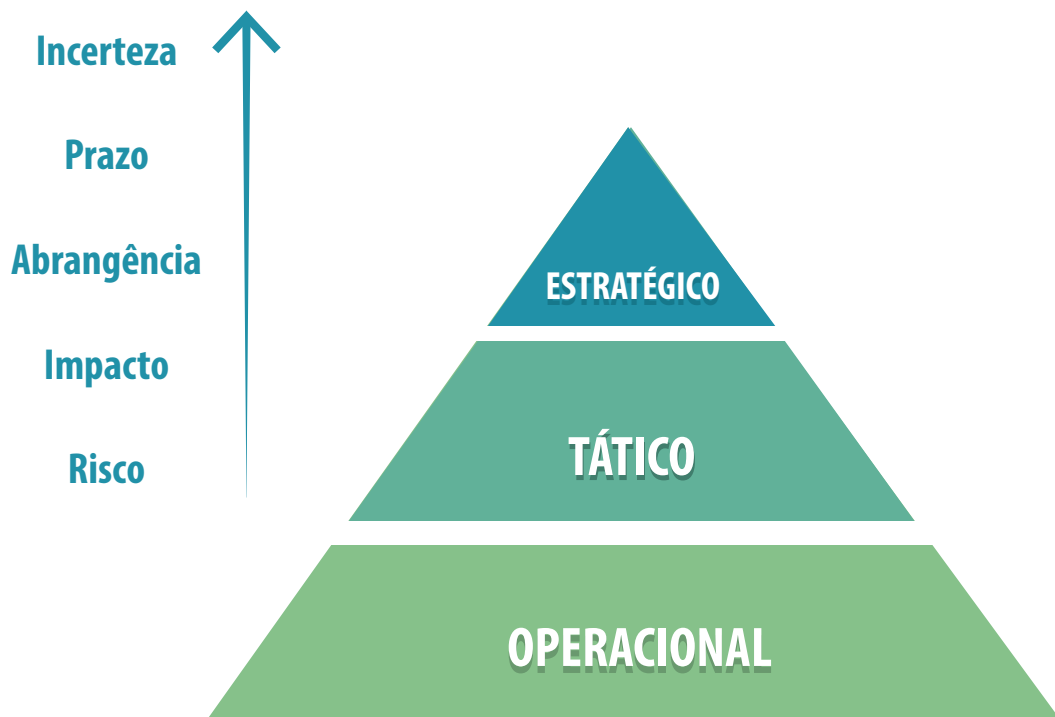 Incerteza
Prazo
Abrangência
Impacto
Risco
ESTRATÉGICO
TÁTICO
OPERACIONAL